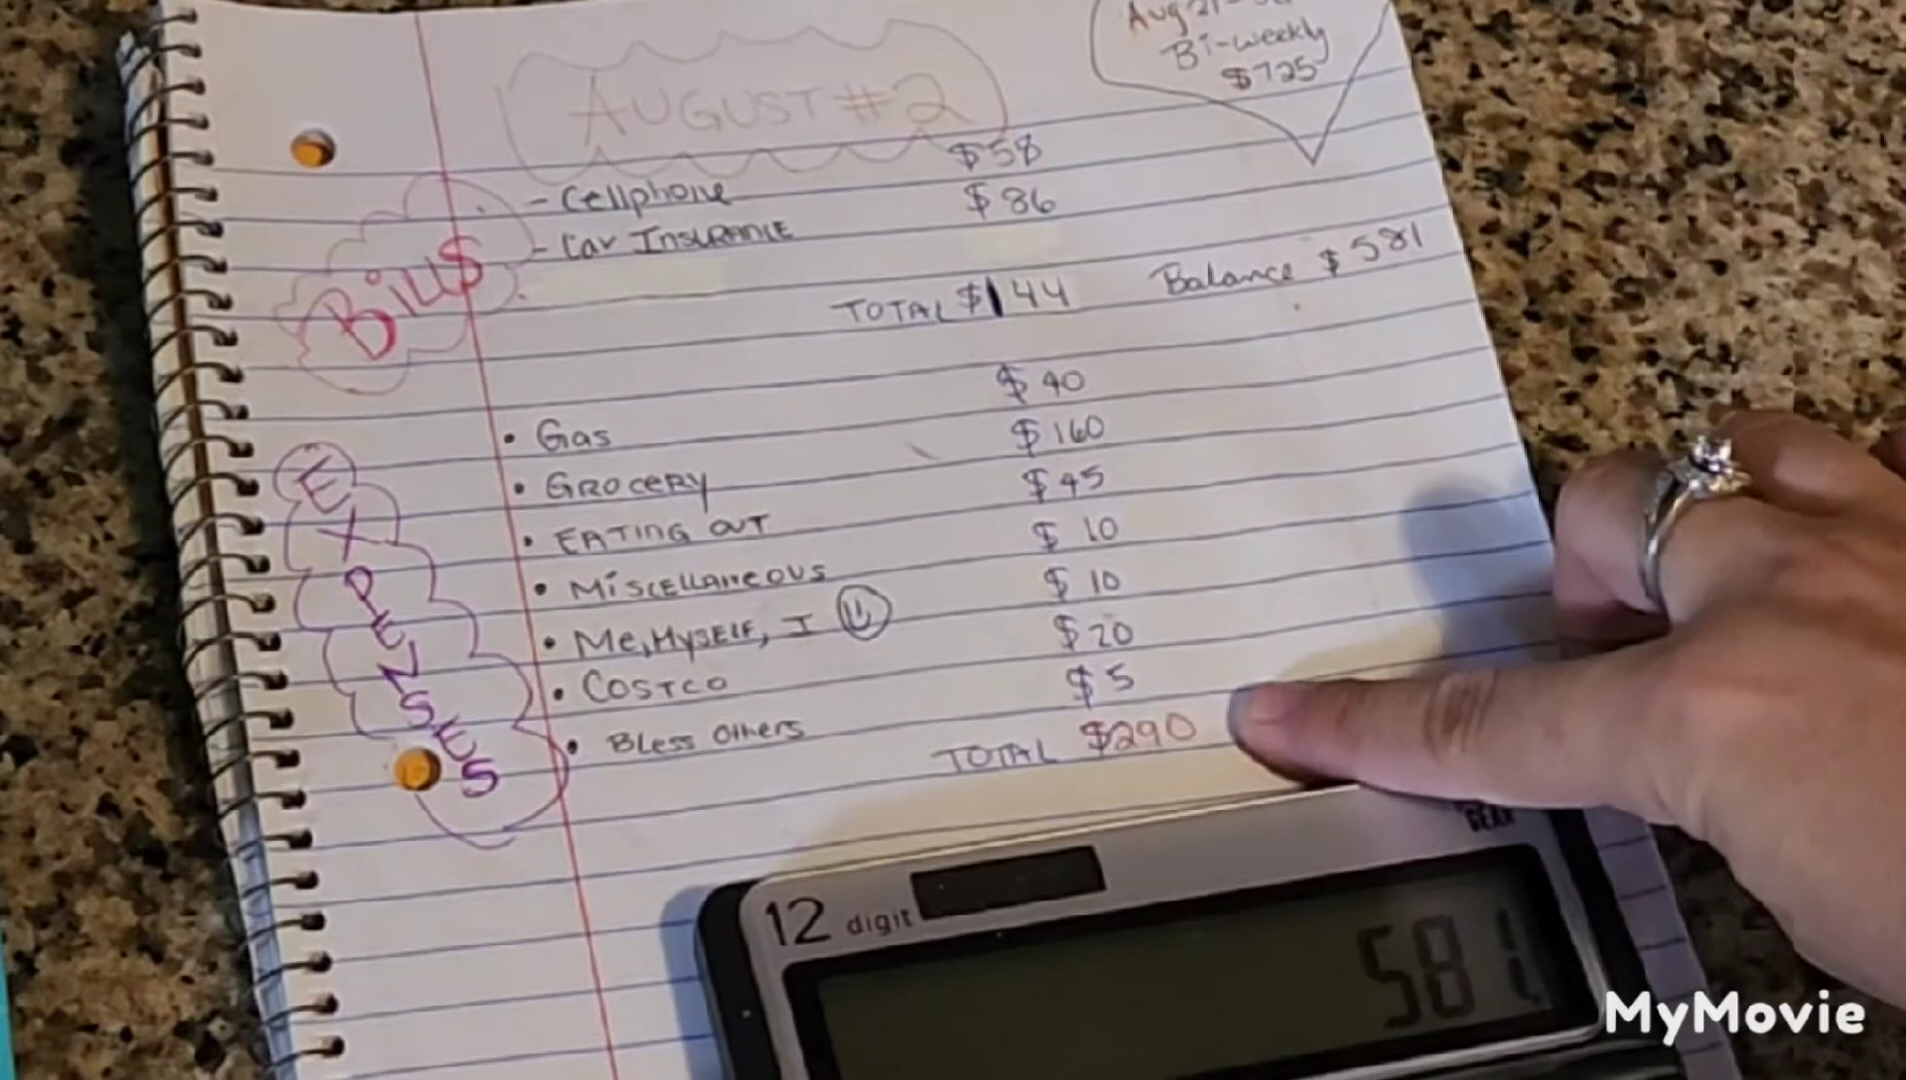 Bi-weekly
$725
AUGUST #2
- Cellphone $58
- Car INSURANCE $86
Bills
TOTAL $144 Balance $581
EXPENSES
• Gas $40
• GROCERY $160
• EATING OUT $45
• MiSCELLANEOUS $10
• Me, MYSELF, I $10
• COSTCO $20
• BLess OTHers $5
TOTAL $290
12 digit
581.
MyMovie